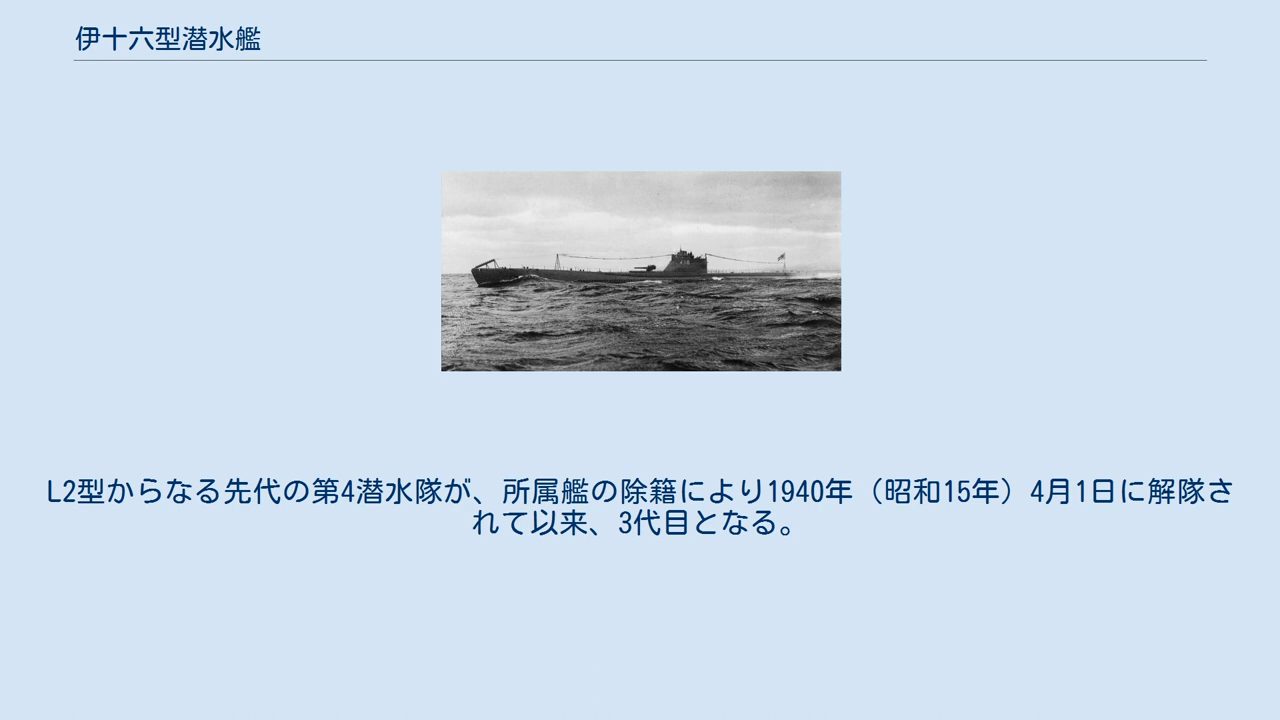 伊十六型潜水艦
L2型からなる先代の第4潜水隊が、所属艦の除籍により1940年（昭和15年）4月1日に解隊さ
れて以来、3代目となる。